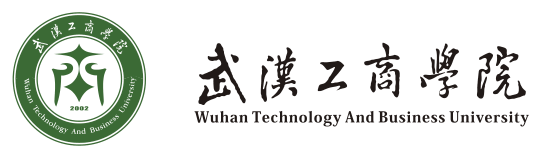 武漢工商學院
2002
Wuhan Technology And Business University
武漢工商學院
Wuhan Technology And Business University